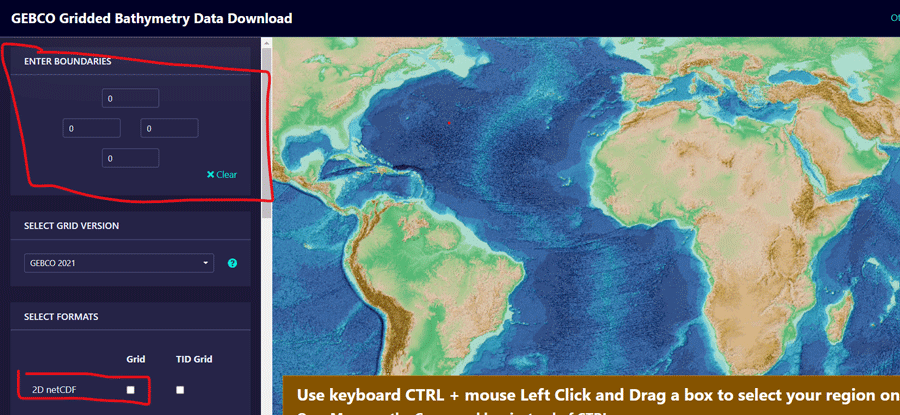 GEBCO Gridded Bathymetry Data Download
ENTER BOUNDARIES
0
0 0
0
× Clear
SELECT GRID VERSION
GEBCO 2021 ?
SELECT FORMATS
Grid TID Grid
2D netCDF
Use keyboard CTRL + mouse Left Click and Drag a box to select your region on